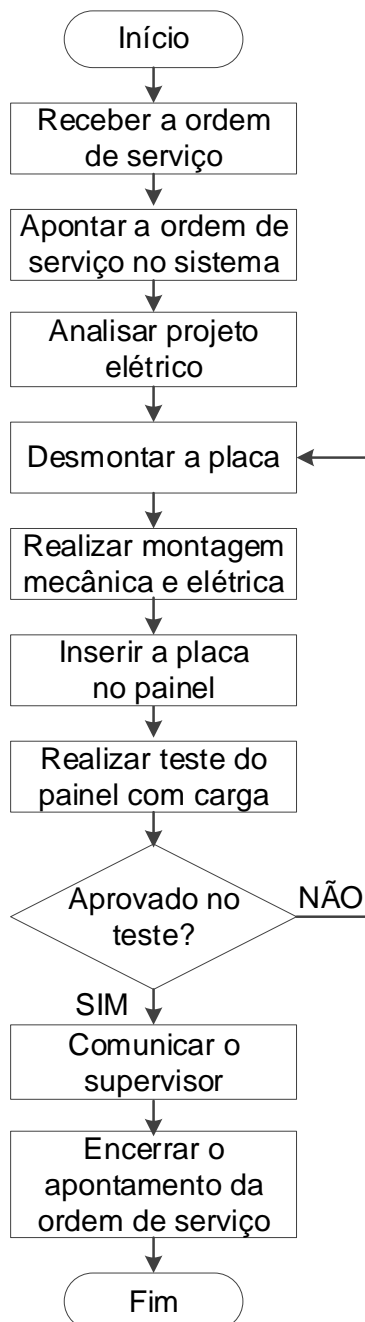 Início
Receber a ordem
de serviço
Apontar a ordem de
serviço no sistema
Analisar projeto
elétrico
Desmontar a placa
Realizar montagem
mecânica e elétrica
Inserir a placa
no painel
Realizar teste do
painel com carga
Aprovado no
teste?
NÃO
SIM
Comunicar o
supervisor
Encerrar o
apontamento da
ordem de serviço
Fim